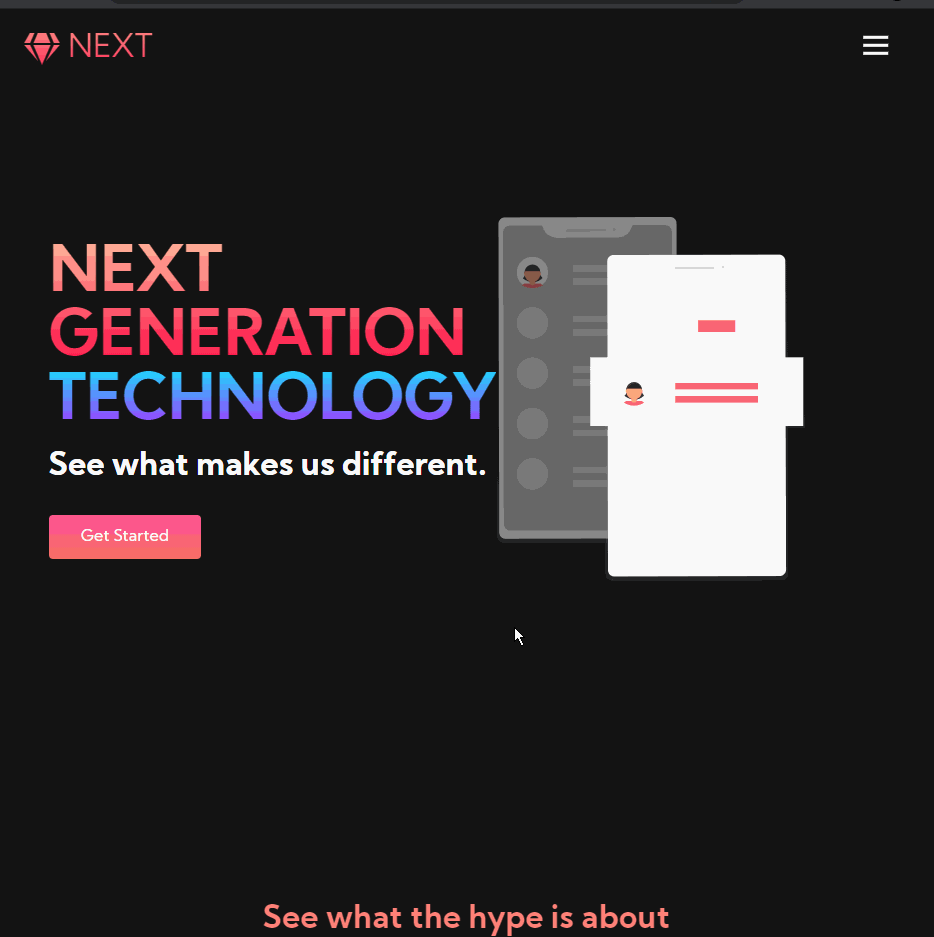 NEXT
NEXT
GENERATION
TECHNOLOGY
See what makes us different.
Get Started
See what the hype is about